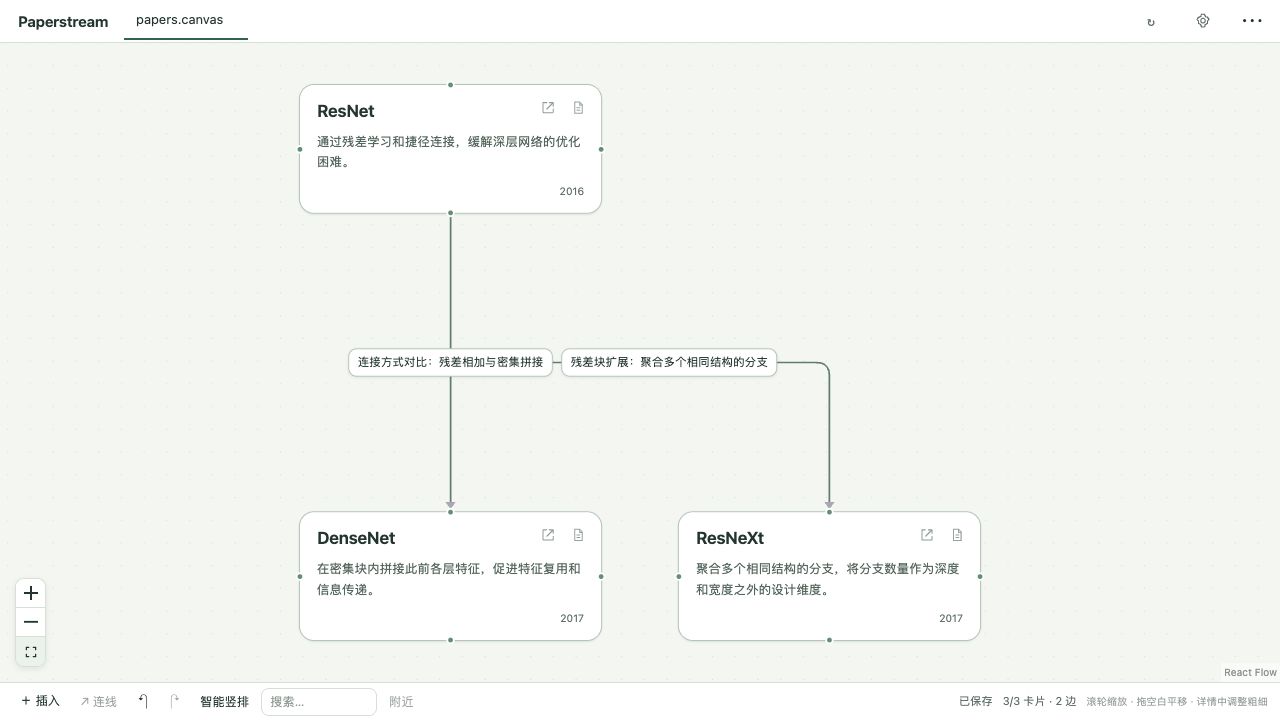 Paperstream
papers.canvas
ResNet
通过残差学习和捷径连接，缓解深层网络的优化
困难。
2016
连接方式对比：残差相加与密集拼接
残差块扩展：聚合多个相同结构的分支
DenseNet
在密集块内拼接此前各层特征，促进特征复用和
信息传递。
2017
ResNeXt
聚合多个相同结构的分支，将分支数量作为深度
和宽度之外的设计维度。
2017
React Flow
+ 插入
↗ 连线
智能竖排
搜索...
附近
已保存
3/3 卡片 · 2 边
滚轮缩放 · 拖空白平移 · 详情中调整粗细